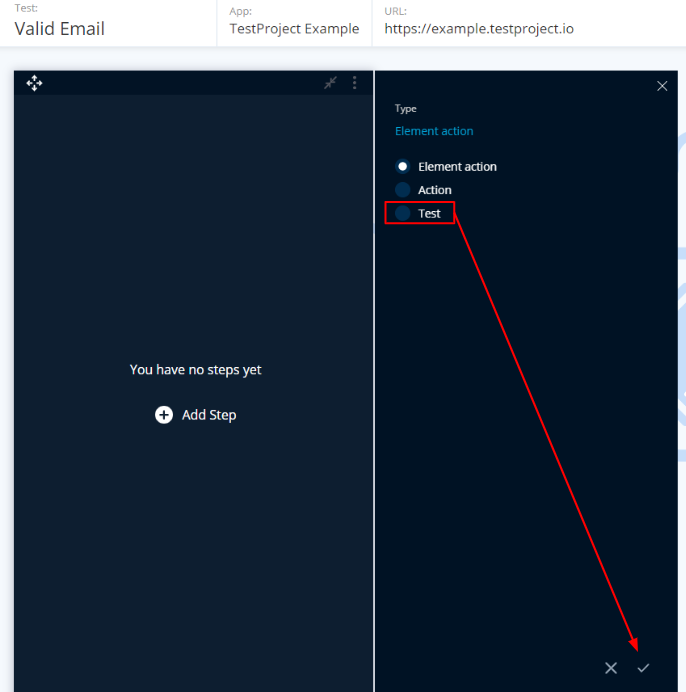 Test:
Valid Email
App:
TestProject Example
URL:
https://example.testproject.io
Type
Element action
Element action
Action
Test
You have no steps yet
Add Step